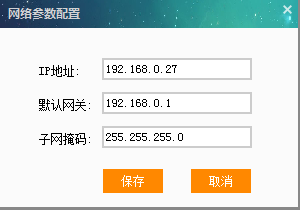 网络参数配置
IP地址: 192.168.0.27
默认网关: 192.168.0.1
子网掩码: 255.255.255.0
保存 取消